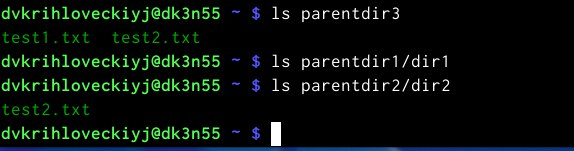 dvkrihloveckiyj@dk3n55 ~ $ ls parentdir3
test1.txt  test2.txt
dvkrihloveckiyj@dk3n55 ~ $ ls parentdir1/dir1
dvkrihloveckiyj@dk3n55 ~ $ ls parentdir2/dir2
test2.txt
dvkrihloveckiyj@dk3n55 ~ $